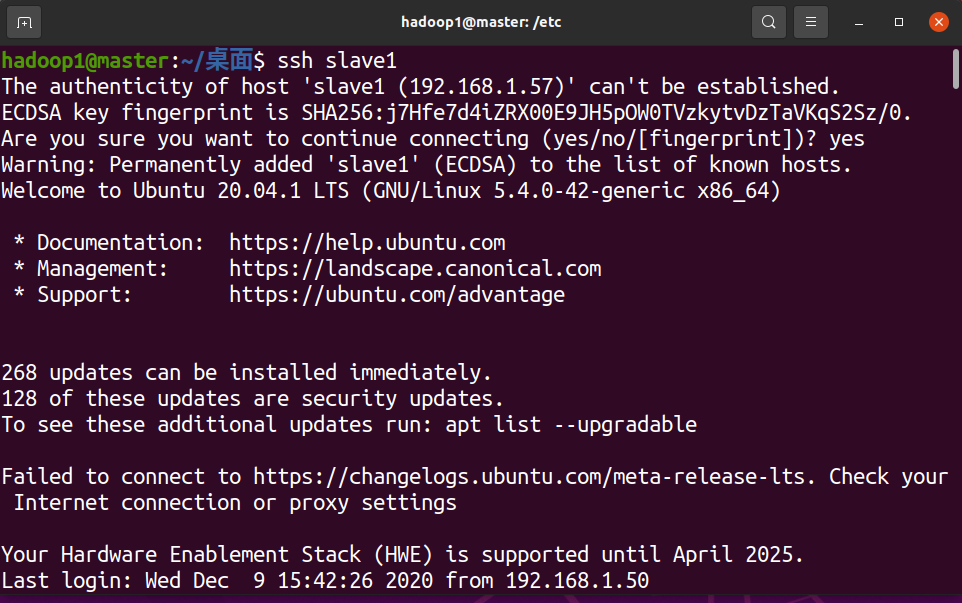 hadoop1@master: /etc
hadoop1@master:~/桌面$ ssh slave1
The authenticity of host 'slave1 (192.168.1.57)' can't be established.
ECDSA key fingerprint is SHA256:j7Hfe7d4iZRX00E9JH5pOW0TVzkytvDzTaVKqS2Sz/0.
Are you sure you want to continue connecting (yes/no/[fingerprint])? yes
Warning: Permanently added 'slave1' (ECDSA) to the list of known hosts.
Welcome to Ubuntu 20.04.1 LTS (GNU/Linux 5.4.0-42-generic x86_64)
 * Documentation:  https://help.ubuntu.com
 * Management:     https://landscape.canonical.com
 * Support:        https://ubuntu.com/advantage
268 updates can be installed immediately.
128 of these updates are security updates.
To see these additional updates run: apt list --upgradable
Failed to connect to https://changelogs.ubuntu.com/meta-release-lts. Check your
 Internet connection or proxy settings
Your Hardware Enablement Stack (HWE) is supported until April 2025.
Last login: Wed Dec  9 15:42:26 2020 from 192.168.1.50